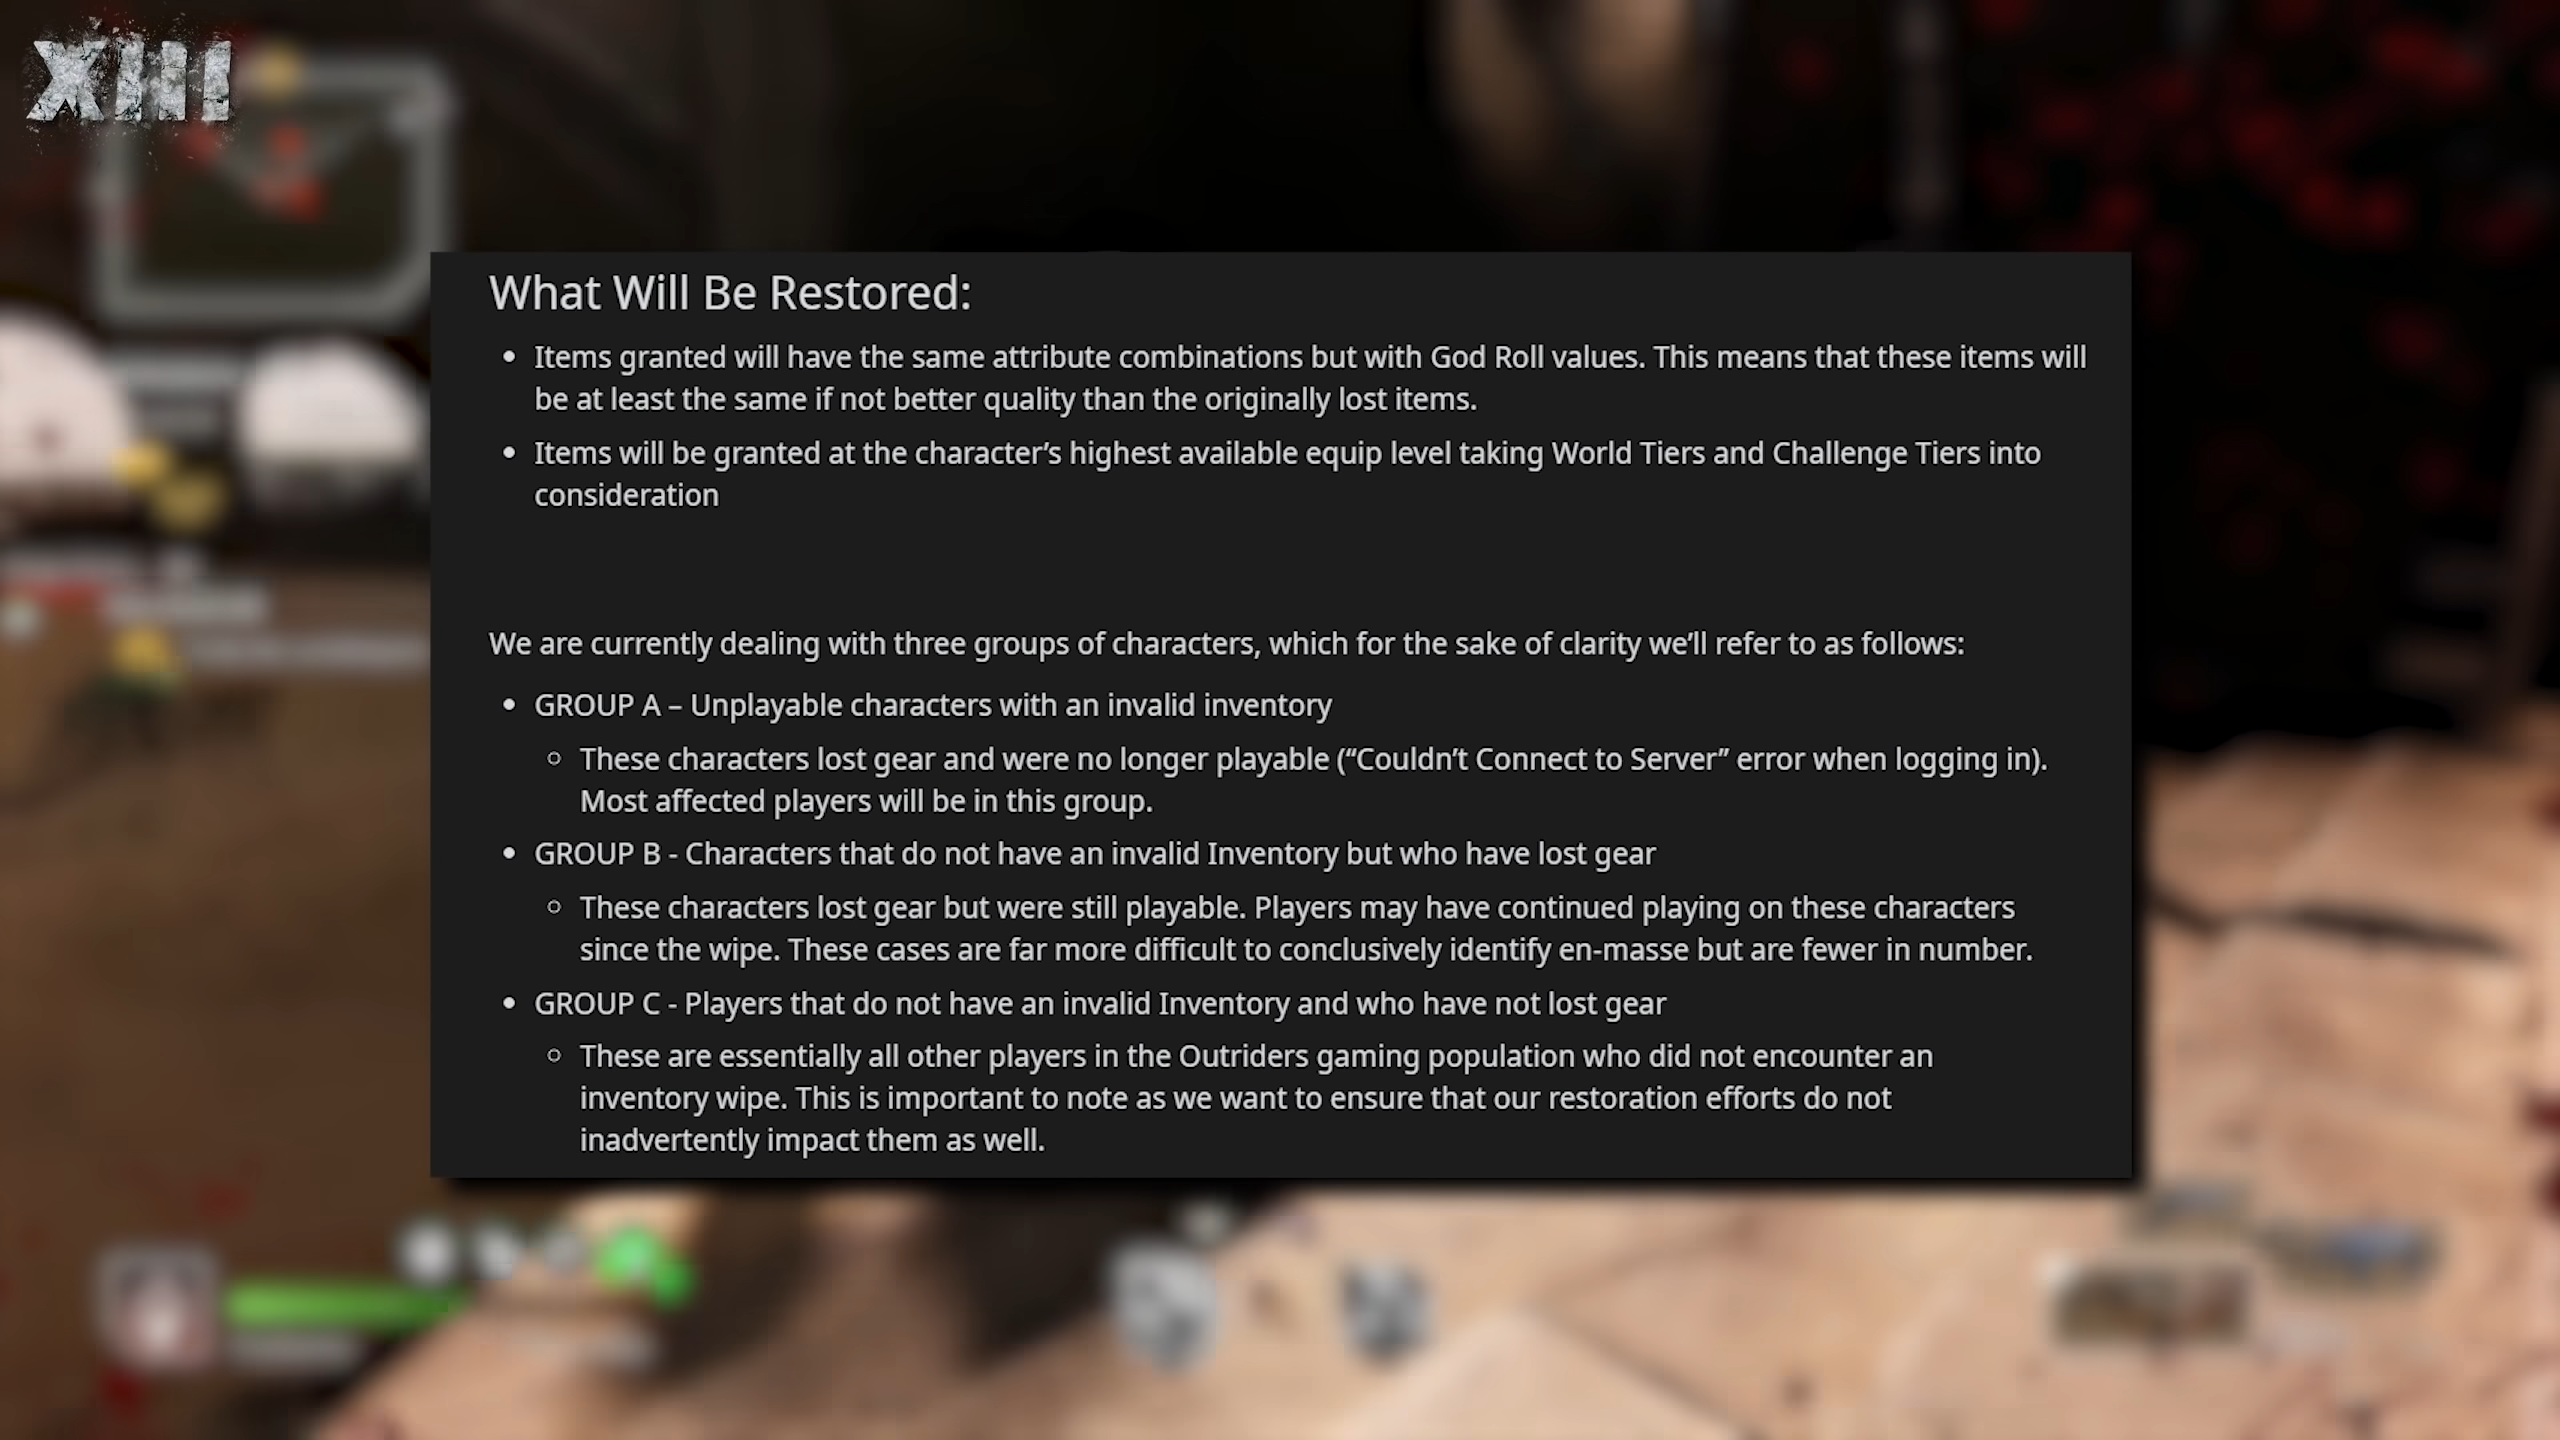 XIII
What Will Be Restored:
• Items granted will have the same attribute combinations but with God Roll values. This means that these items will
be at least the same if not better quality than the originally lost items.
• Items will be granted at the character’s highest available equip level taking World Tiers and Challenge Tiers into
consideration
We are currently dealing with three groups of characters, which for the sake of clarity we’ll refer to as follows:
• GROUP A – Unplayable characters with an invalid inventory
○ These characters lost gear and were no longer playable (“Couldn’t Connect to Server” error when logging in).
Most affected players will be in this group.
• GROUP B - Characters that do not have an invalid Inventory but who have lost gear
○ These characters lost gear but were still playable. Players may have continued playing on these characters
since the wipe. These cases are far more difficult to conclusively identify en-masse but are fewer in number.
• GROUP C - Players that do not have an invalid Inventory and who have not lost gear
○ These are essentially all other players in the Outriders gaming population who did not encounter an
inventory wipe. This is important to note as we want to ensure that our restoration efforts do not
inadvertently impact them as well.